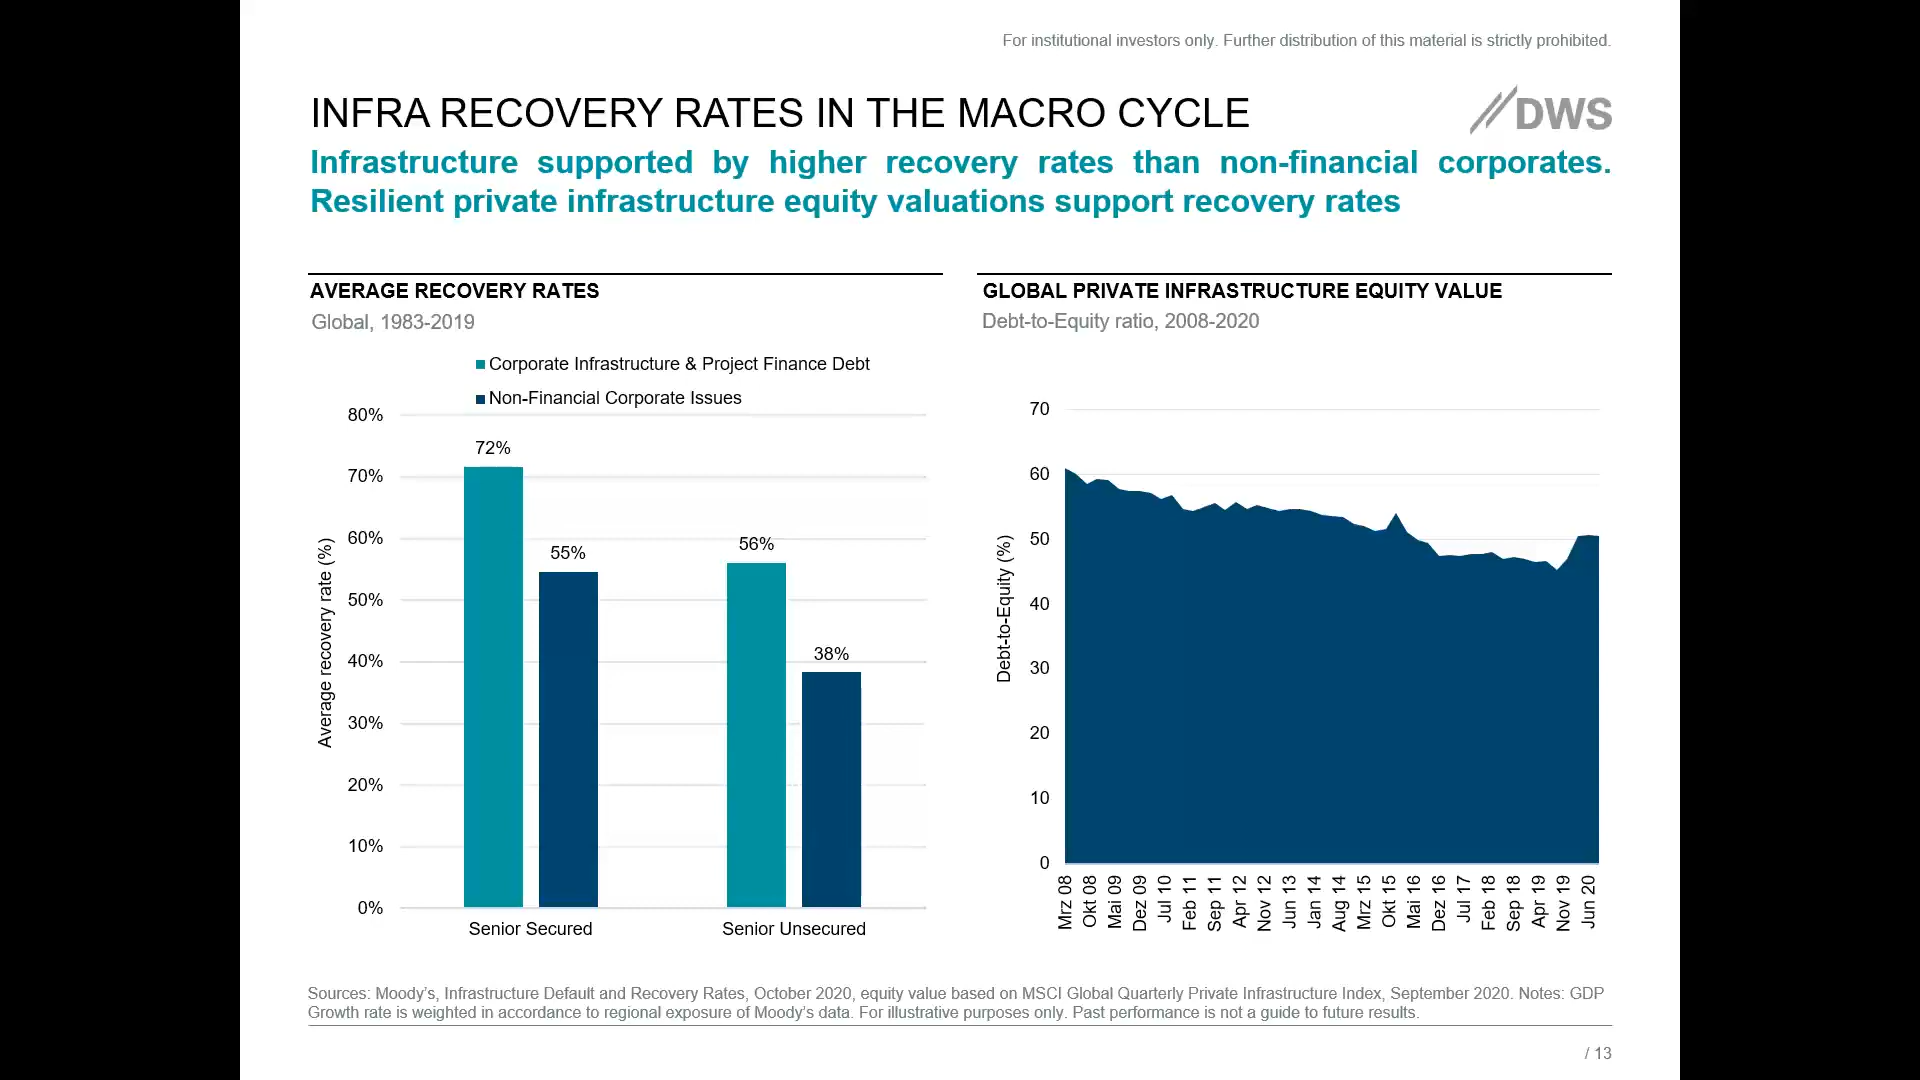 For institutional investors only. Further distribution of this material is strictly prohibited.
INFRA RECOVERY RATES IN THE MACRO CYCLE
DWS
Infrastructure supported by higher recovery rates than non-financial corporates.
Resilient private infrastructure equity valuations support recovery rates
AVERAGE RECOVERY RATES
Global, 1983-2019
Corporate Infrastructure & Project Finance Debt
Non-Financial Corporate Issues
80%
70%
60%
50%
40%
30%
20%
10%
0%
Average recovery rate (%)
72%
55%
56%
38%
Senior Secured
Senior Unsecured
GLOBAL PRIVATE INFRASTRUCTURE EQUITY VALUE
Debt-to-Equity ratio, 2008-2020
70
60
50
40
30
20
10
0
Debt-to-Equity (%)
Mrz 08
Okt 08
Mai 09
Dez 09
Jul 10
Feb 11
Sep 11
Apr 12
Nov 12
Jun 13
Jan 14
Aug 14
Mrz 15
Okt 15
Mai 16
Dez 16
Jul 17
Feb 18
Sep 18
Apr 19
Nov 19
Jun 20
Sources: Moody's, Infrastructure Default and Recovery Rates, October 2020, equity value based on MSCI Global Quarterly Private Infrastructure Index, September 2020. Notes: GDP
Growth rate is weighted in accordance to regional exposure of Moody's data. For illustrative purposes only. Past performance is not a guide to future results.
/ 13